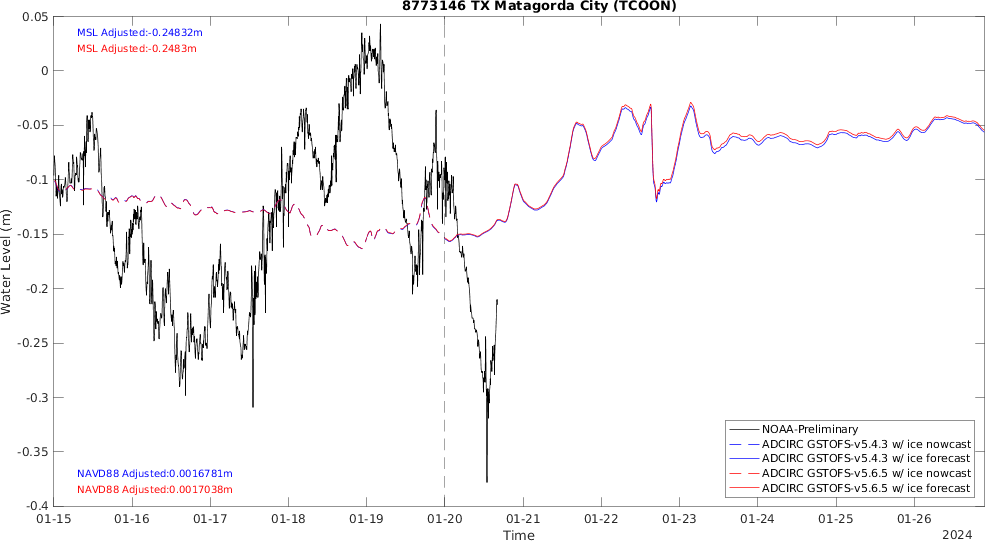 8773146 TX Matagorda City (TCOON)
MSL Adjusted:-0.24832m
MSL Adjusted:-0.2483m
0.05
0
-0.05
-0.1
-0.15
-0.2
-0.25
-0.3
-0.35
-0.4
Water Level (m)
NAVD88 Adjusted:0.0016781m
NAVD88 Adjusted:0.0017038m
NOAA-Preliminary
ADCIRC GSTOFS-v5.4.3 w/ ice nowcast
ADCIRC GSTOFS-v5.4.3 w/ ice forecast
ADCIRC GSTOFS-v5.6.5 w/ ice nowcast
ADCIRC GSTOFS-v5.6.5 w/ ice forecast
01-15 01-16 01-17 01-18 01-19 01-20 01-21 01-22 01-23 01-24 01-25 01-26
Time
2024